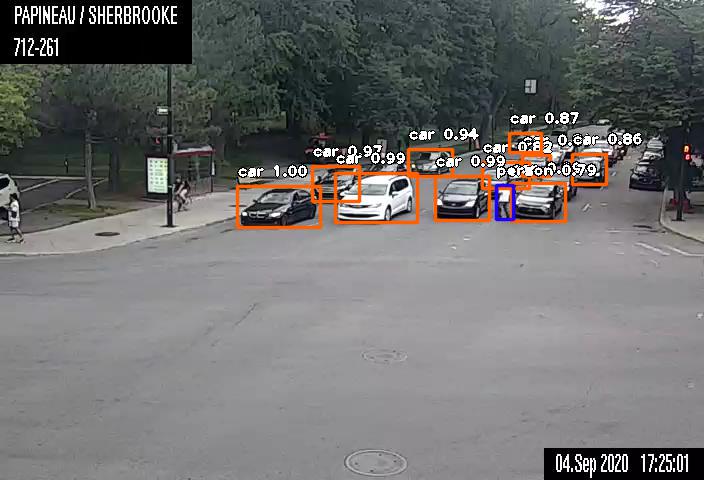 PAPINEAU / SHERBROOKE
712-261
car 0.87
car 0.94
car 0.86
car 0.97
car 0.99
car 0.99
car 1.00
person 0.79
04.Sep 2020 17:25:01